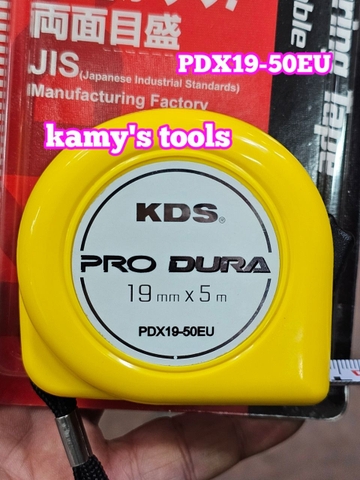 両面目盛
JIS (Japanese Industrial Standards)
Manufacturing Factory
PDX19-50EU
kamy's tools
KDS®
PRO DURA
19 mm x 5 m
PDX19-50EU